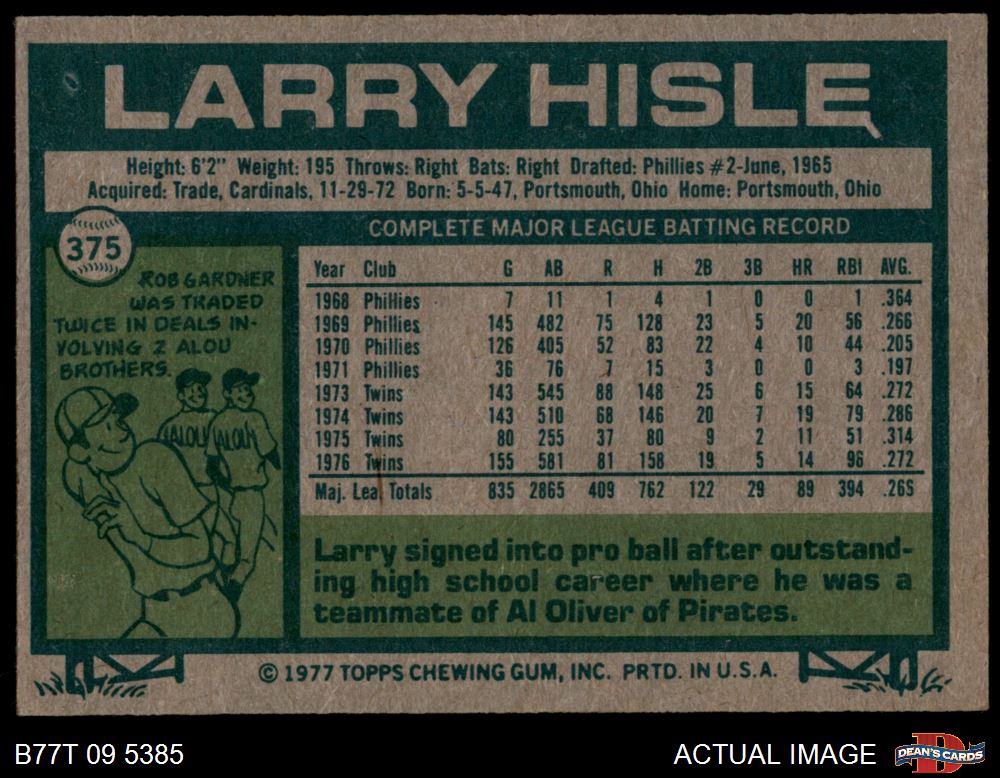 LARRY HISLE
Height: 6'2" Weight: 195 Throws: Right Bats: Right Drafted: Phillies #2-June, 1965
Acquired: Trade, Cardinals, 11-29-72 Born: 5-5-47, Portsmouth, Ohio Home: Portsmouth, Ohio
375
ROB GARDNER
WAS TRADED
TWICE IN DEALS IN-
VOLVING 2 ALOU
BROTHERS.
ALOU ALOU
COMPLETE MAJOR LEAGUE BATTING RECORD
Year Club G AB R H 2B 3B HR RBI AVG.
1968 Phillies 7 11 1 4 1 0 0 1 .364
1969 Phillies 145 482 75 128 23 5 20 56 .266
1970 Phillies 126 405 52 83 22 4 10 44 .205
1971 Phillies 36 76 7 15 3 0 0 3 .197
1973 Twins 143 545 88 148 25 6 15 64 .272
1974 Twins 143 510 68 146 20 7 19 79 .286
1975 Twins 80 255 37 80 9 2 11 51 .314
1976 Twins 155 581 81 158 19 5 14 96 .272
Maj. Lea. Totals 835 2865 409 762 122 29 89 394 .265
Larry signed into pro ball after outstand-
ing high school career where he was a
teammate of Al Oliver of Pirates.
© 1977 TOPPS CHEWING GUM, INC. PRTD. IN U.S.A.
B77T 09 5385
ACTUAL IMAGE
D
DEAN'S CARDS